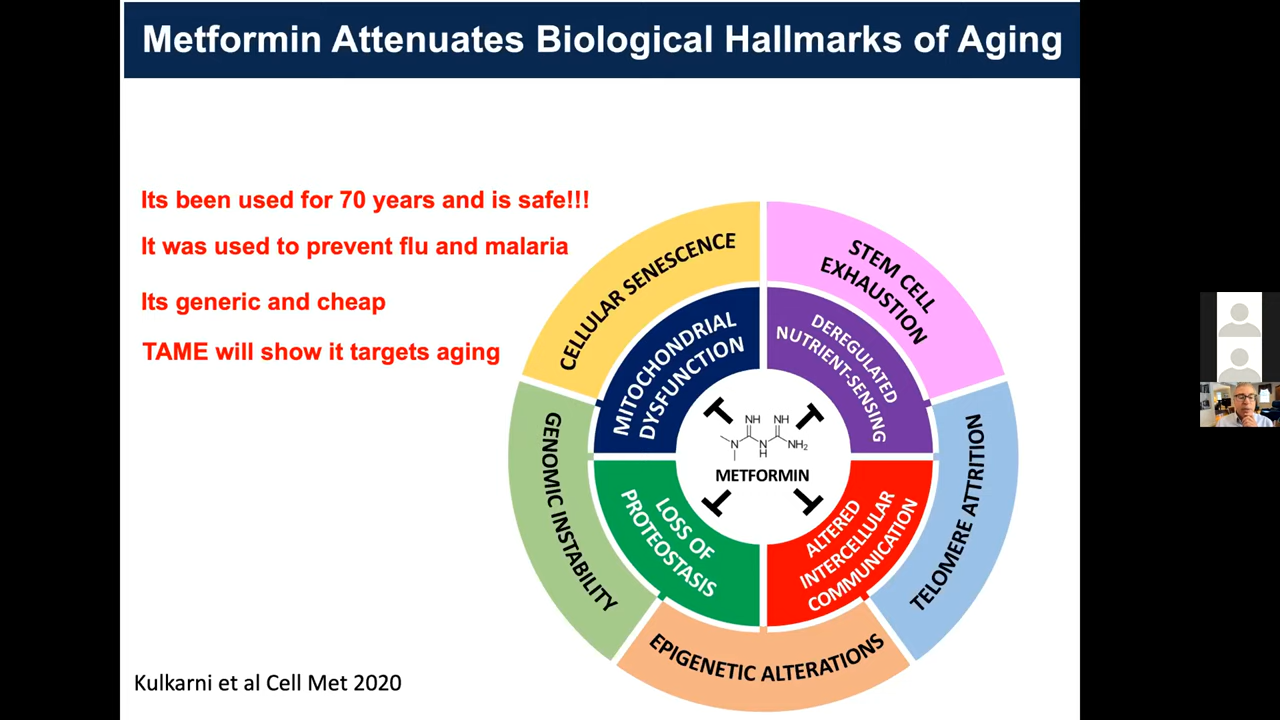 Metformin Attenuates Biological Hallmarks of Aging
Its been used for 70 years and is safe!!!
It was used to prevent flu and malaria
Its generic and cheap
TAME will show it targets aging
CELLULAR SENESCENCE
STEM CELL
EXHAUSTION
MITOCHONDRIAL
DYSFUNCTION
DEREGULATED
NUTRIENT-SENSING
GENOMIC INSTABILITY
TELOMERE ATTRITION
NH
NH
N
N
H
NH₂
METFORMIN
LOSS OF
PROTEOSTASIS
ALTERED
INTERCELLULAR
COMMUNICATION
EPIGENETIC ALTERATIONS
Kulkarni et al Cell Met 2020